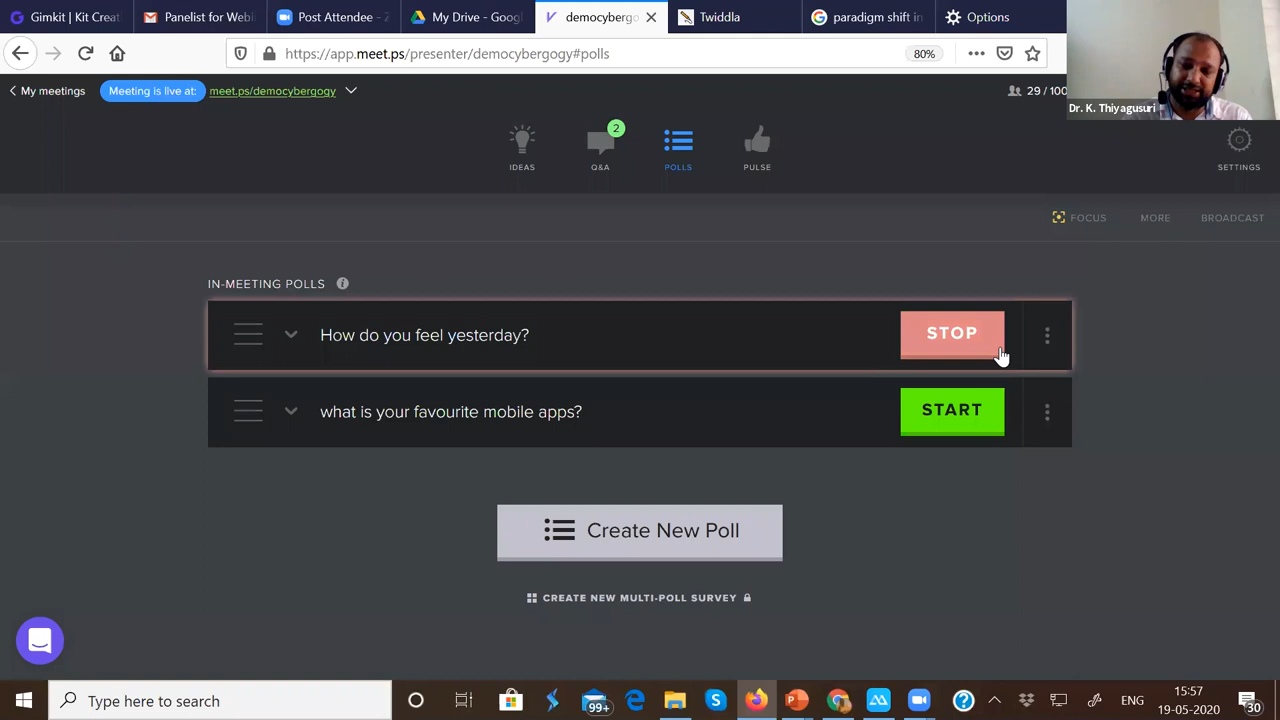 Gimkit | Kit Creat
Panelist for Webi
Post Attendee - Z
My Drive - Googl
democybergo
Twiddla
paradigm shift in
Options
https://app.meet.ps/presenter/democybergogy#polls
80%
My meetings
Meeting is live at:
meet.ps/democybergogy
29 / 100
Dr. K. Thiyagusuri
2
IDEAS
Q&A
POLLS
PULSE
SETTINGS
FOCUS
MORE
BROADCAST
IN-MEETING POLLS
How do you feel yesterday?
STOP
what is your favourite mobile apps?
START
Create New Poll
CREATE NEW MULTI-POLL SURVEY
Type here to search
99+
ENG
15:57
19-05-2020
30